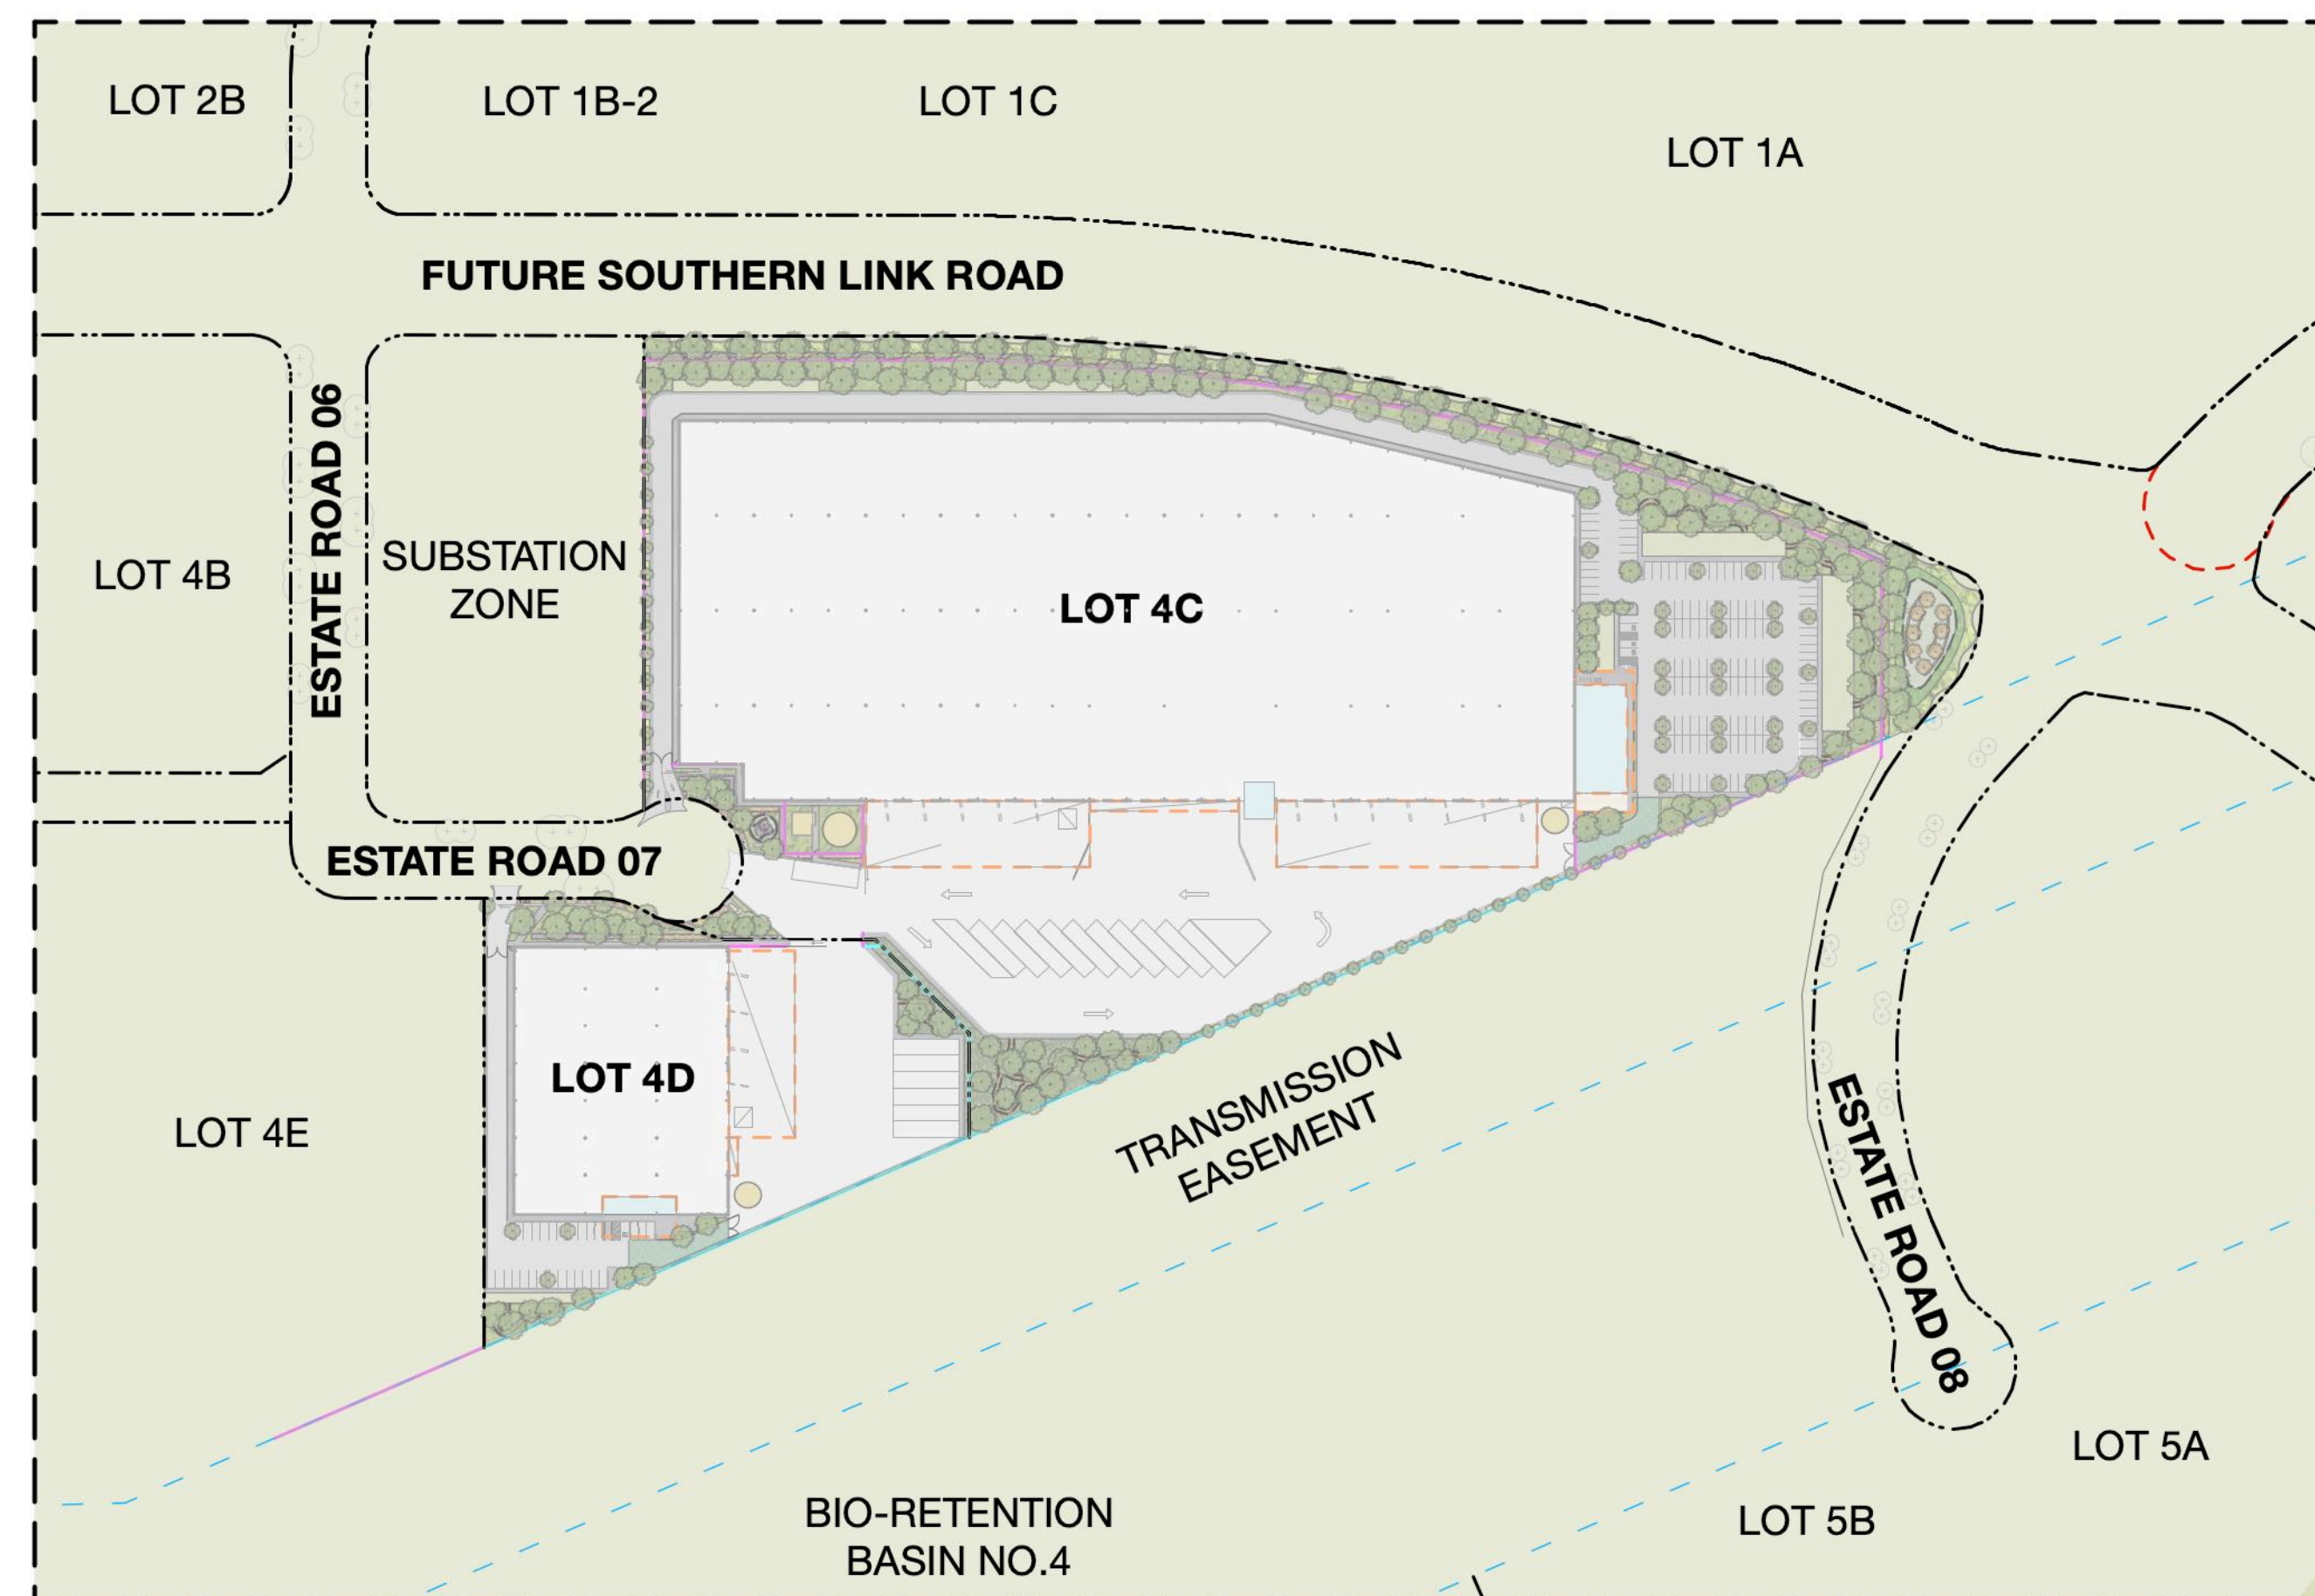 LOT 2B
LOT 1B-2
LOT 1C
LOT 1A
FUTURE SOUTHERN LINK ROAD
ESTATE ROAD 06
LOT 4B
SUBSTATION
ZONE
LOT 4C
ESTATE ROAD 07
LOT 4D
LOT 4E
TRANSMISSION
EASEMENT
ESTATE ROAD 08
LOT 5A
BIO-RETENTION
BASIN NO.4
LOT 5B